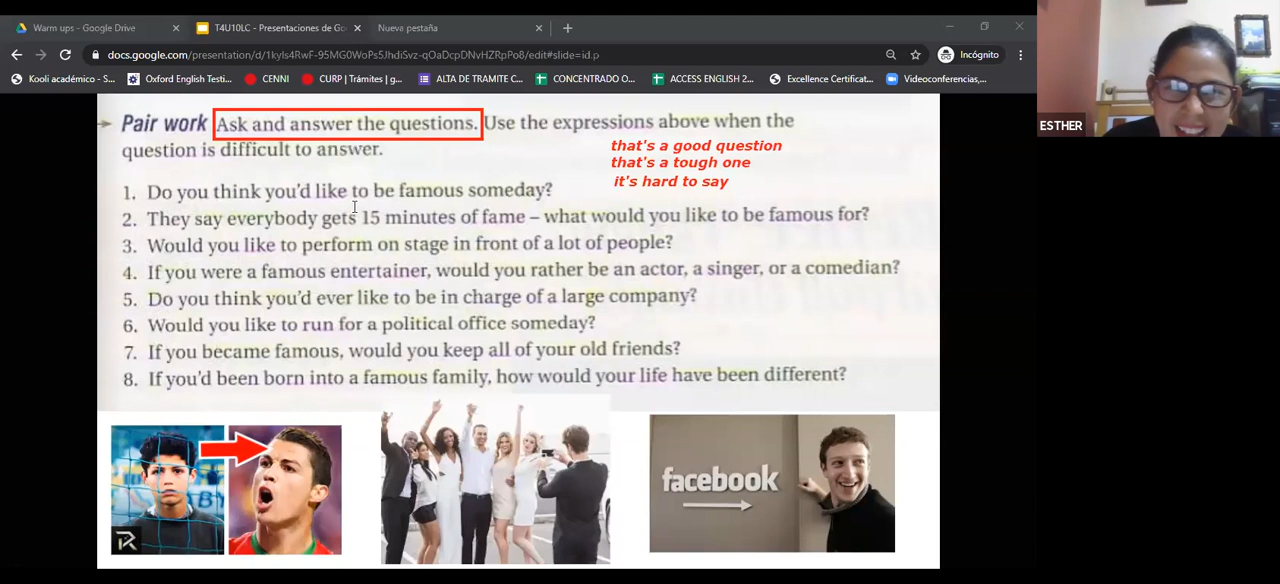 Warm ups - Google Drive
T4U10LC - Presentaciones de Go
Nueva pestaña
docs.google.com/presentation/d/1kyls4RwF-95MG0WoPs5JhdiSvz-qOaDcpDNvHZRpPo8/edit#slide=id.p
Incógnito
Kooli académico - S...
Oxford English Testi...
CENNI
CURP | Trámites | g...
ALTA DE TRAMITE C...
CONCENTRADO O...
ACCESS ENGLISH 2...
Excellence Certificat...
Videoconferencias,...
ESTHER
Pair work Ask and answer the questions. Use the expressions above when the
question is difficult to answer.
that's a good question
that's a tough one
it's hard to say
1. Do you think you'd like to be famous someday?
2. They say everybody gets 15 minutes of fame – what would you like to be famous for?
3. Would you like to perform on stage in front of a lot of people?
4. If you were a famous entertainer, would you rather be an actor, a singer, or a comedian?
5. Do you think you'd ever like to be in charge of a large company?
6. Would you like to run for a political office someday?
7. If you became famous, would you keep all of your old friends?
8. If you'd been born into a famous family, how would your life have been different?
facebook